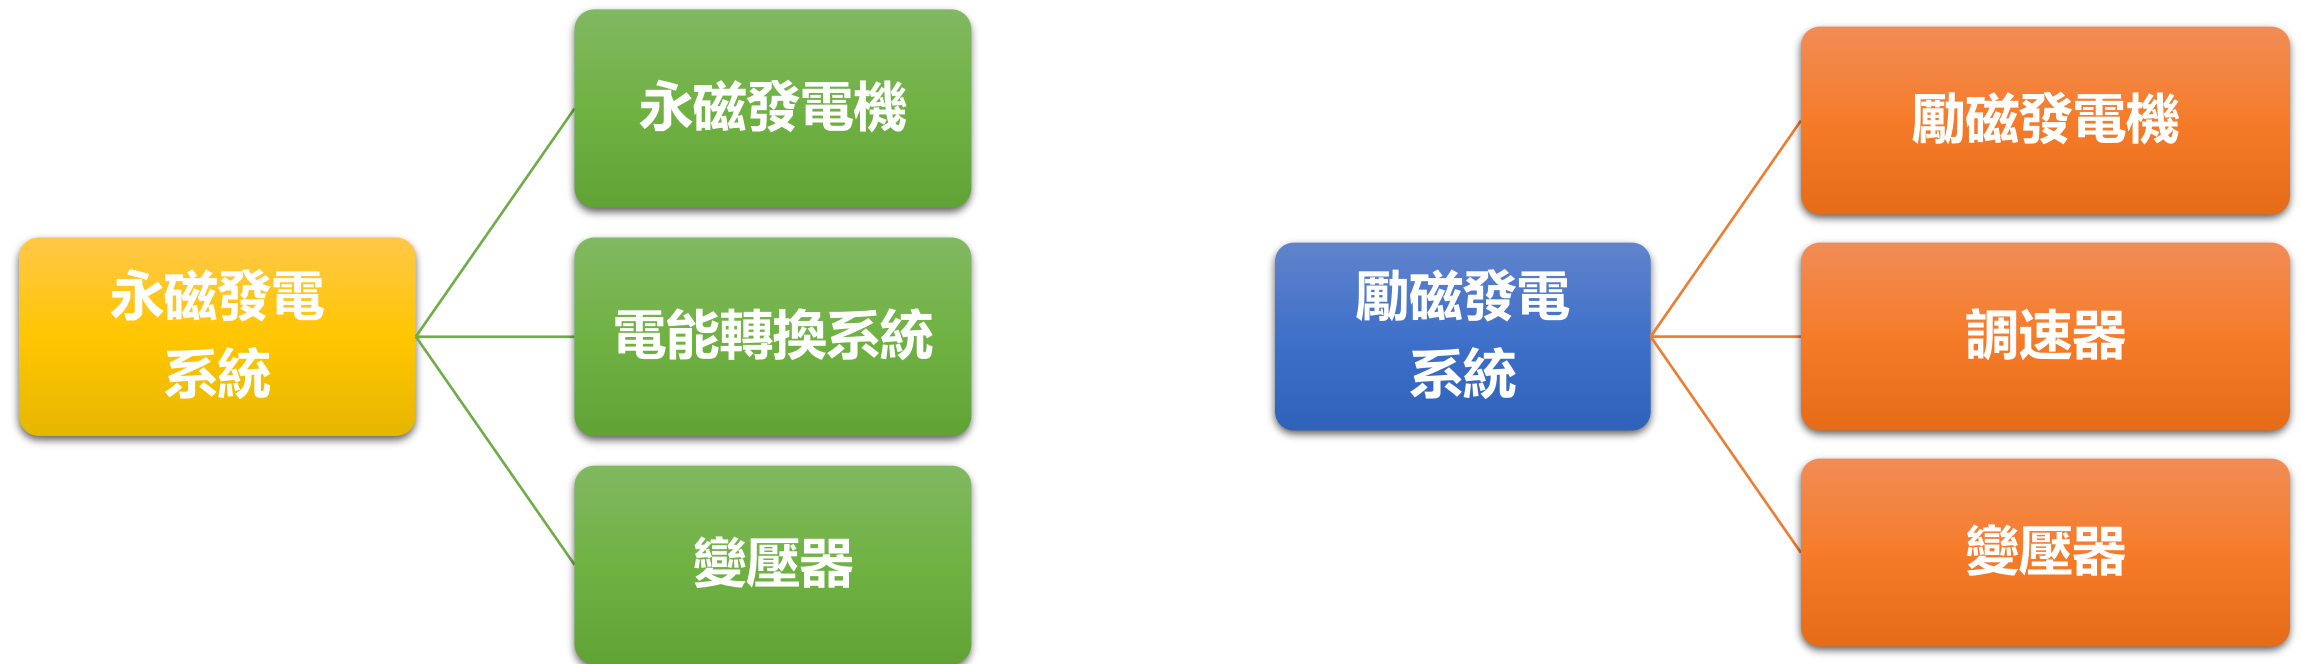 永磁發電
系統
永磁發電機
電能轉換系統
變壓器
勵磁發電
系統
勵磁發電機
調速器
變壓器